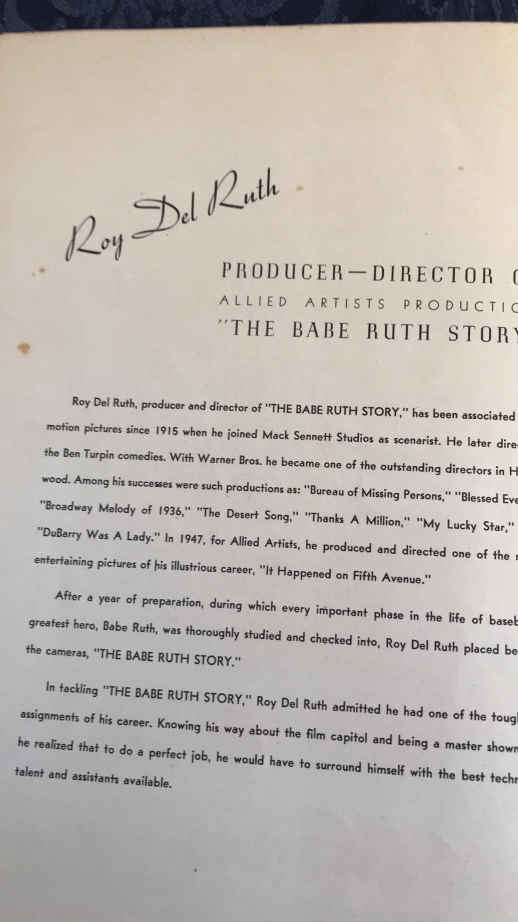 Roy Del Ruth
PRODUCER—DIRECTOR
ALLIED ARTISTS
"THE BABE RUTH STORY
Roy Del Ruth, producer and director of "THE BABE RUTH STORY," has been associated
motion pictures since 1915 when he joined Mack Sennett Studios as scenarist. He later
the Ben Turpin comedies. With Warner Bros. he became one of the outstanding directors in
wood. Among his successes were such productions as: "Bureau of Missing Persons," "Blessed
"Broadway Melody of 1936," "The Desert Song," "Thanks A Million," "My Lucky Star,"
"DuBarry Was A Lady." In 1947, for Allied Artists, he produced and directed one of the
entertaining pictures of his illustrious career, "It Happened on Fifth Avenue."
After a year of preparation, during which every important phase in the life of
greatest hero, Babe Ruth, was thoroughly studied and checked into, Roy Del Ruth placed
the cameras, "THE BABE RUTH STORY."
In tackling "THE BABE RUTH STORY," Roy Del Ruth admitted he had one of the
assignments of his career. Knowing his way about the film capitol and being a master
he realized that to do a perfect job, he would have to surround himself with the best
talent and assistants available.